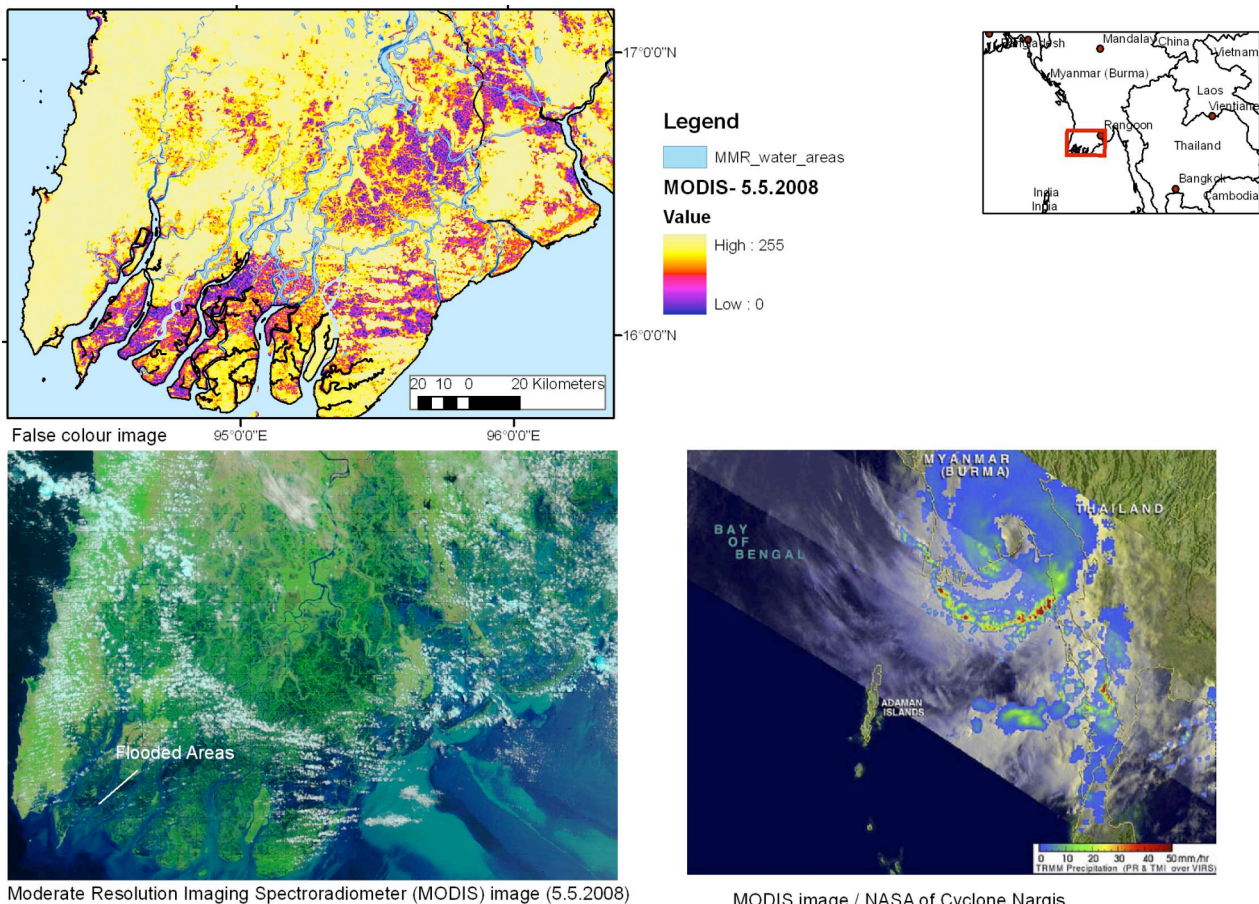 17°0'0"N
16°0'0"N
20 10 0 20 Kilometers
False colour image
95°0'0"E
96°0'0"E
Legend
MMR_water_areas
MODIS- 5.5.2008
Value
High : 255
Low : 0
Bangladesh
Mandalay
China
Vietnam
Myanmar (Burma)
Laos
Vientiane
Rangoon
Thailand
Bangkok
India
India
Cambodia
Flooded Areas
Moderate Resolution Imaging Spectroradiometer (MODIS) image (5.5.2008)
MYANMAR
(BURMA)
THAILAND
BAY
OF
BENGAL
ADAMAN
ISLANDS
0 10 20 30 40 50 mm/hr
TRMM Precipitation (PR & TMI over VIRS)
MODIS image / NASA of Cyclone Nargis